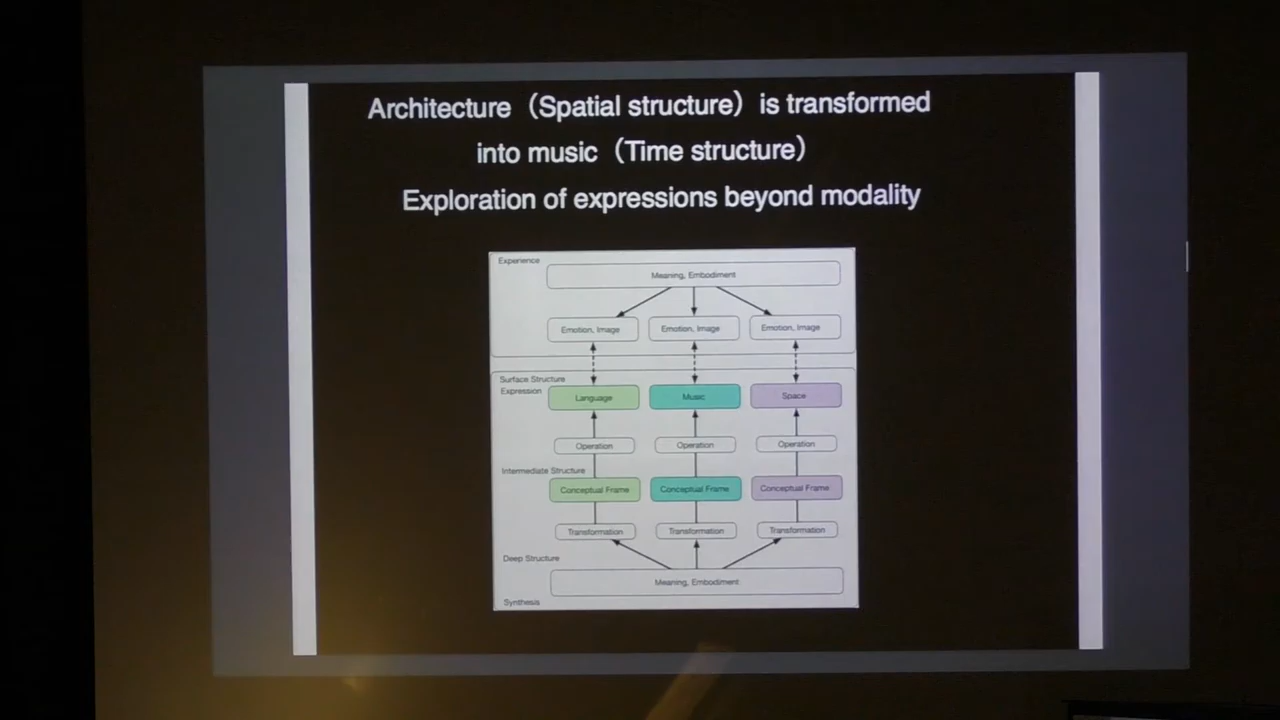 Architecture（Spatial structure）is transformed
into music（Time structure）
Exploration of expressions beyond modality
Experience
Meaning, Embodiment
Emotion, Image Emotion, Image Emotion, Image
Surface Structure
Expression
Language Music Space
Operation Operation Operation
Intermediate Structure
Conceptual Frame Conceptual Frame Conceptual Frame
Transformation Transformation Transformation
Deep Structure
Meaning, Embodiment
Synthesis